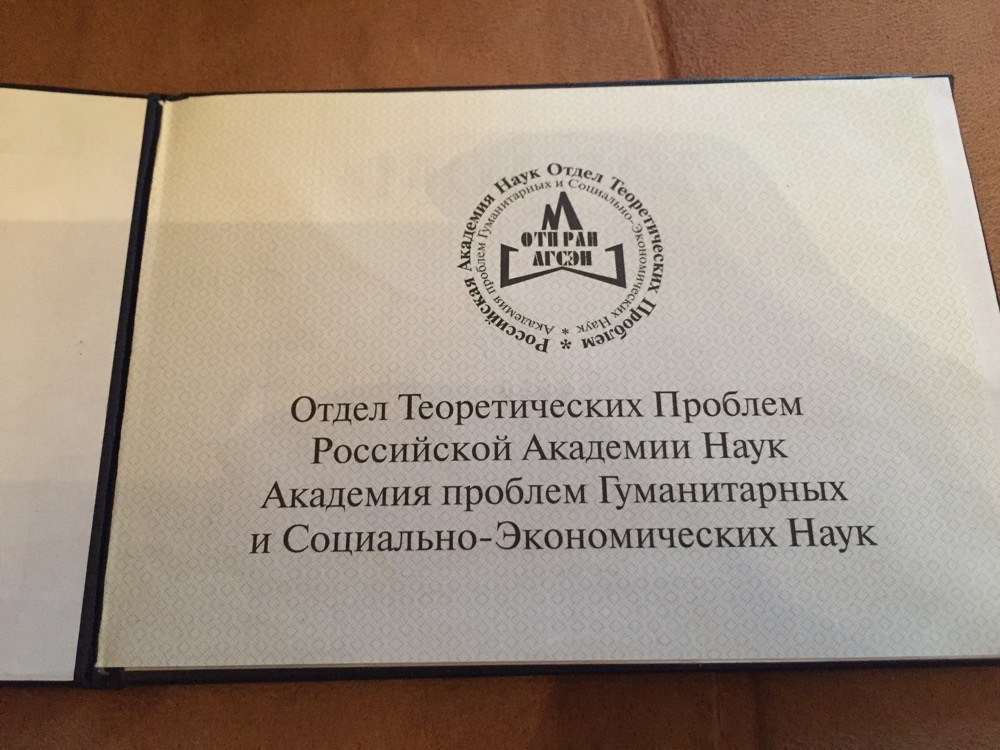 Российская Академия Наук Отдел Теоретических Проблем *
Академия проблем Гуманитарных и Социально-Экономических Наук *
М
ОТП РАН
АГСЭН
Отдел Теоретических Проблем
Российской Академии Наук
Академия проблем Гуманитарных
и Социально-Экономических Наук